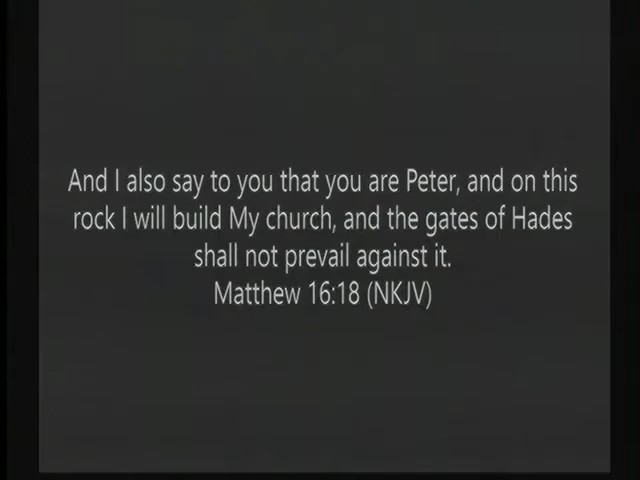 And I also say to you that you are Peter, and on this
rock I will build My church, and the gates of Hades
shall not prevail against it.
Matthew 16:18 (NKJV)